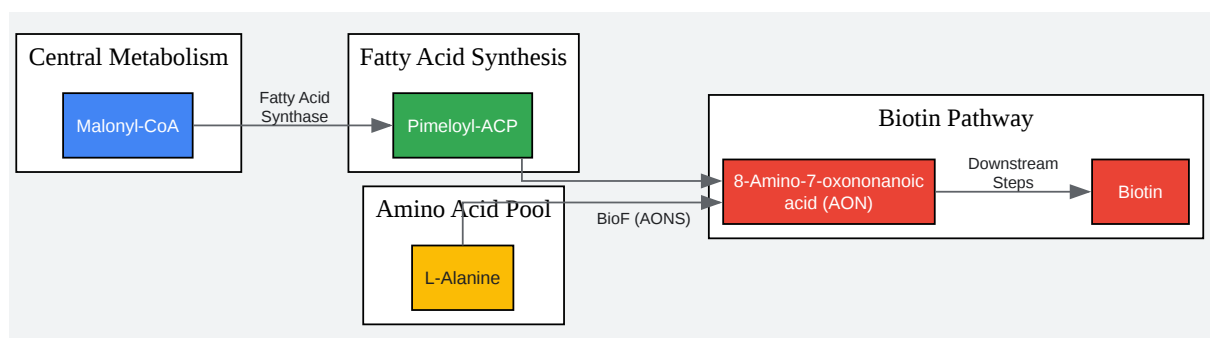 Central Metabolism
Malonyl-CoA
Fatty Acid
Synthase
Fatty Acid Synthesis
Pimeloyl-ACP
Amino Acid Pool
L-Alanine
BioF (AONS)
Biotin Pathway
8-Amino-7-oxononanoic
acid (AON)
Downstream
Steps
Biotin